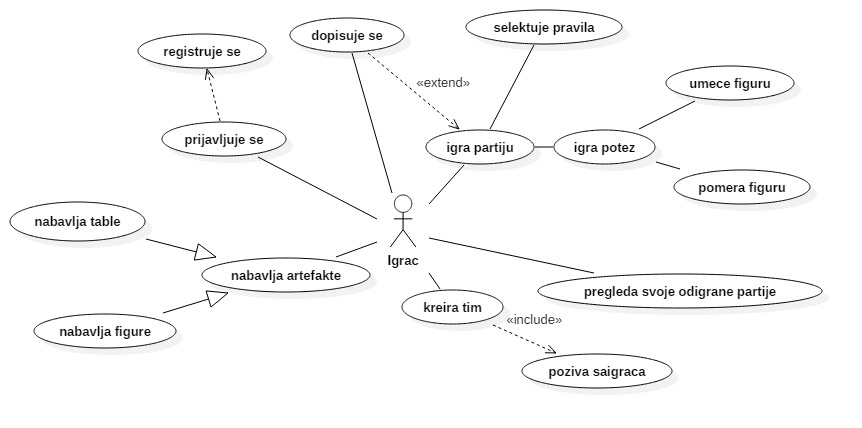 dopisuje se
selektuje pravila
registruje se
«extend»
umece figuru
prijavljuje se
igra partiju
igra potez
pomera figuru
nabavlja table
Igrac
nabavlja artefakte
pregleda svoje odigrane partije
kreira tim
«include»
nabavlja figure
poziva saigraca